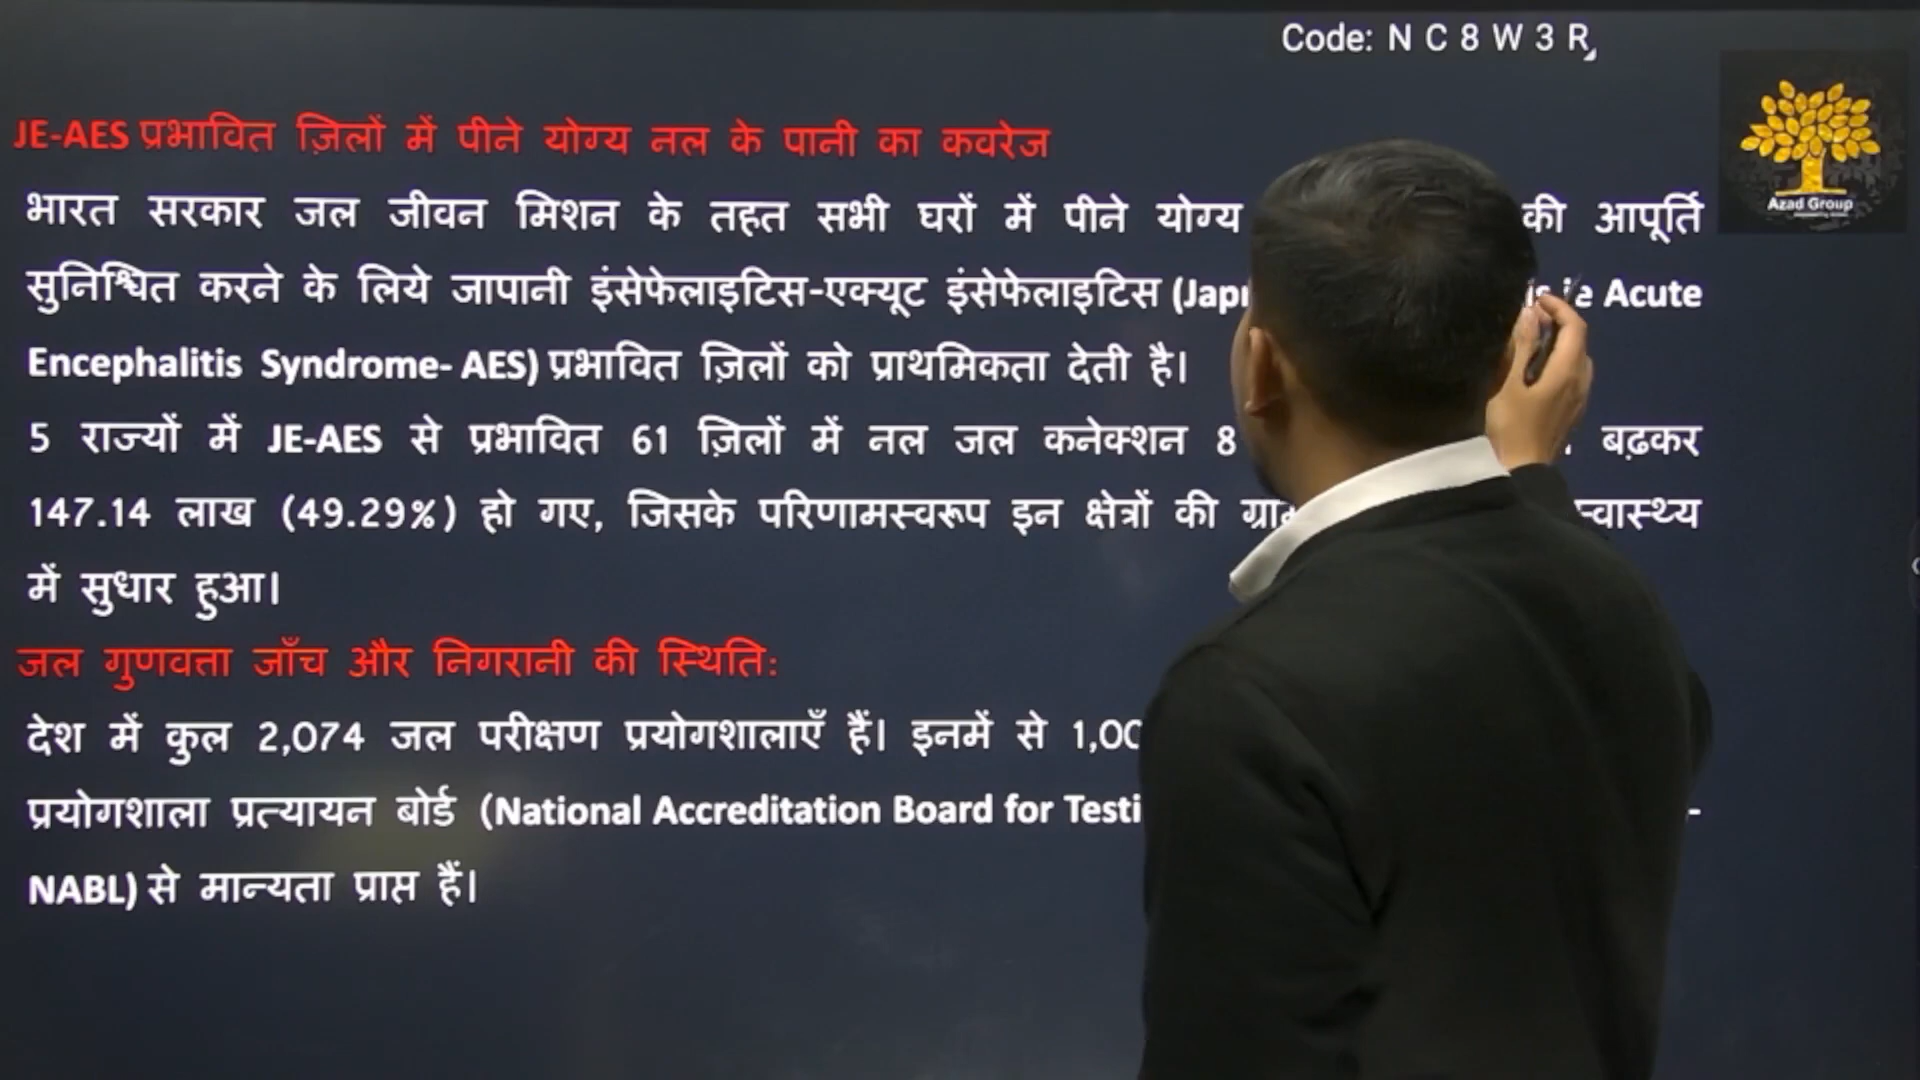 Code: N C 8 W 3 R
JE-AES प्रभावित ज़िलों में पीने योग्य नल के पानी का कवरेज
भारत सरकार जल जीवन मिशन के तहत सभी घरों में पीने योग्य की आपूर्ति
सुनिश्चित करने के लिये जापानी इंसेफेलाइटिस-एक्यूट इंसेफेलाइटिस Acute
Encephalitis Syndrome- AES) प्रभावित ज़िलों को प्राथमिकता देती है।
5 राज्यों में JE-AES से प्रभावित 61 ज़िलों में नल जल कनेक्शन 8 बढ़कर
147.14 लाख (49.29%) हो गए, जिसके परिणामस्वरूप इन क्षेत्रों की
में सुधार हुआ।
जल गुणवत्ता जाँच और निगरानी की स्थिति:
देश में कुल 2,074 जल परीक्षण प्रयोगशालाएँ हैं। इनमें से
प्रयोगशाला प्रत्यायन बोर्ड (National Accreditation Board for -
NABL) से मान्यता प्राप्त हैं।
Azad Group